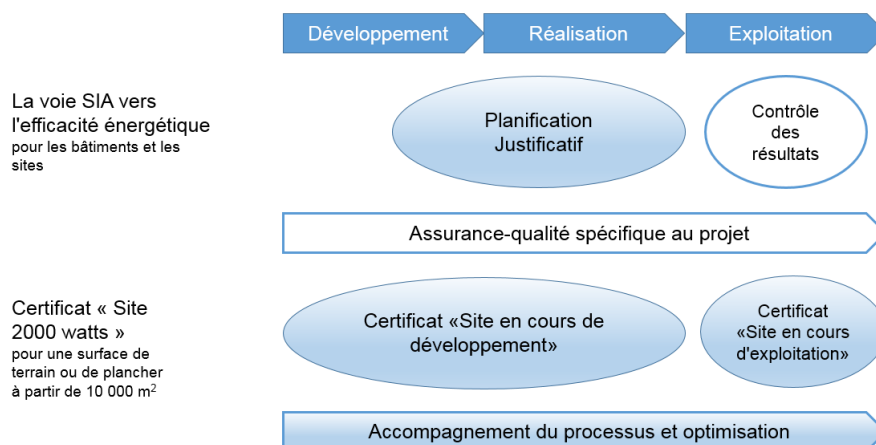 Développement
Réalisation
Exploitation
La voie SIA vers
l'efficacité énergétique
pour les bâtiments et les
sites
Planification
Justificatif
Contrôle
des
résultats
Assurance-qualité spécifique au projet
Certificat « Site
2000 watts »
pour une surface de
terrain ou de plancher
à partir de 10 000 m²
Certificat «Site en cours de
développement»
Certificat
«Site en cours
d'exploitation»
Accompagnement du processus et optimisation